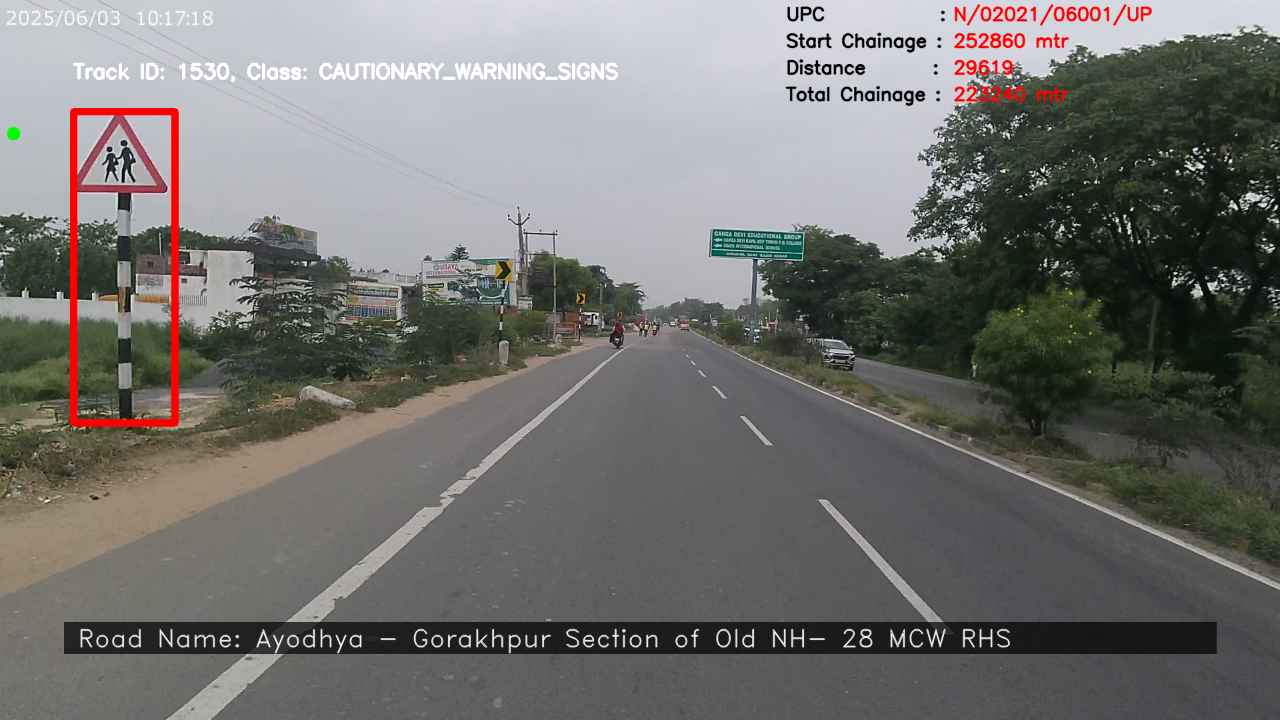 2025/06/03 10:17:18
UPC : N/02021/06001/UP
Start Chainage : 252860 mtr
Distance : 29619
Total Chainage : 223240 mtr
Track ID: 1530, Class: CAUTIONARY_WARNING_SIGNS
GANGA DEVI EDUCATIONAL GROUP
Road Name: Ayodhya - Gorakhpur Section of Old NH- 28 MCW RHS